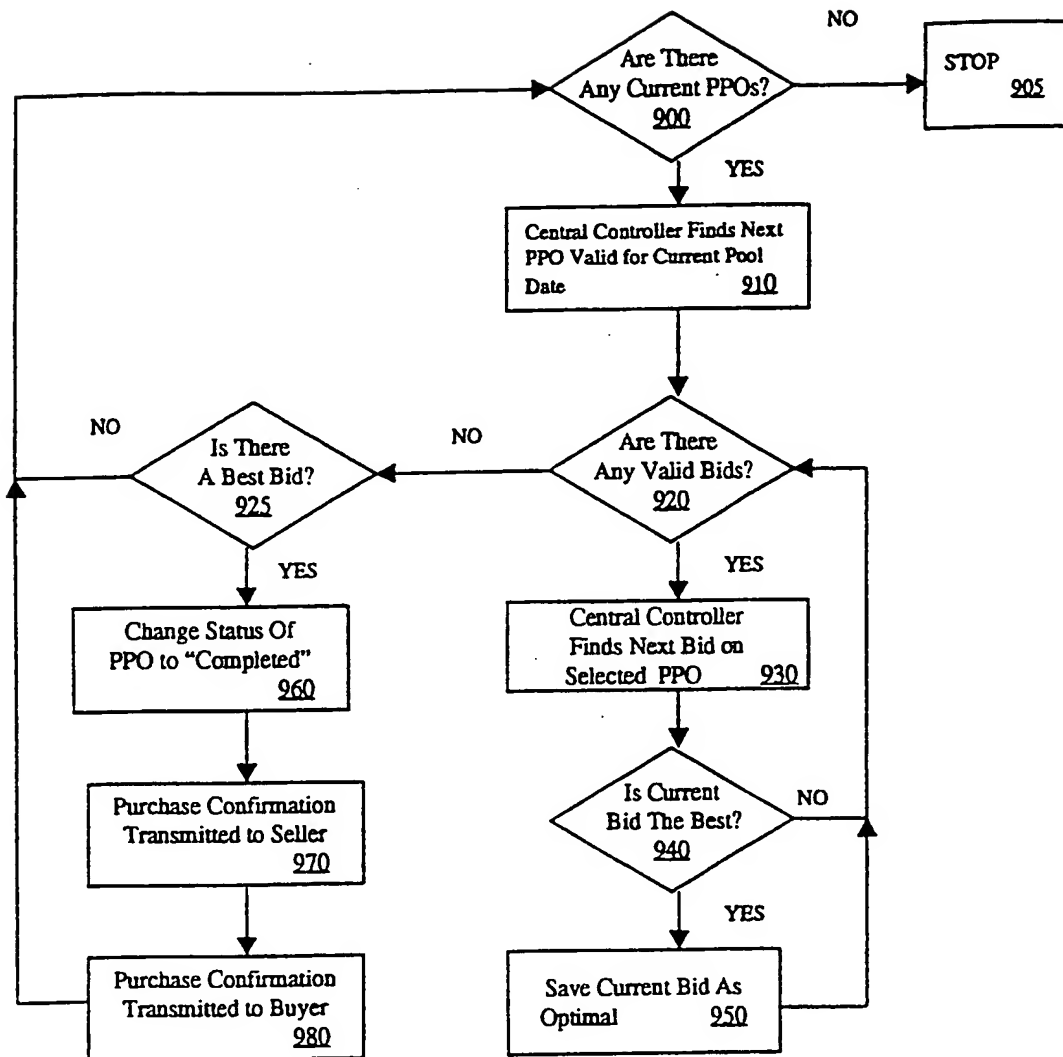 NO
Are There
Any Current PPOs?
900
STOP
905
YES
Central Controller Finds Next
PPO Valid for Current Pool
Date 910
NO
Is There
A Best Bid?
925
NO
Are There
Any Valid Bids?
920
YES
Change Status Of
PPO to “Completed”
960
YES
Central Controller
Finds Next Bid on
Selected PPO 930
Purchase Confirmation
Transmitted to Seller
970
Is Current
Bid The Best?
940
NO
YES
Purchase Confirmation
Transmitted to Buyer
980
Save Current Bid As
Optimal 950